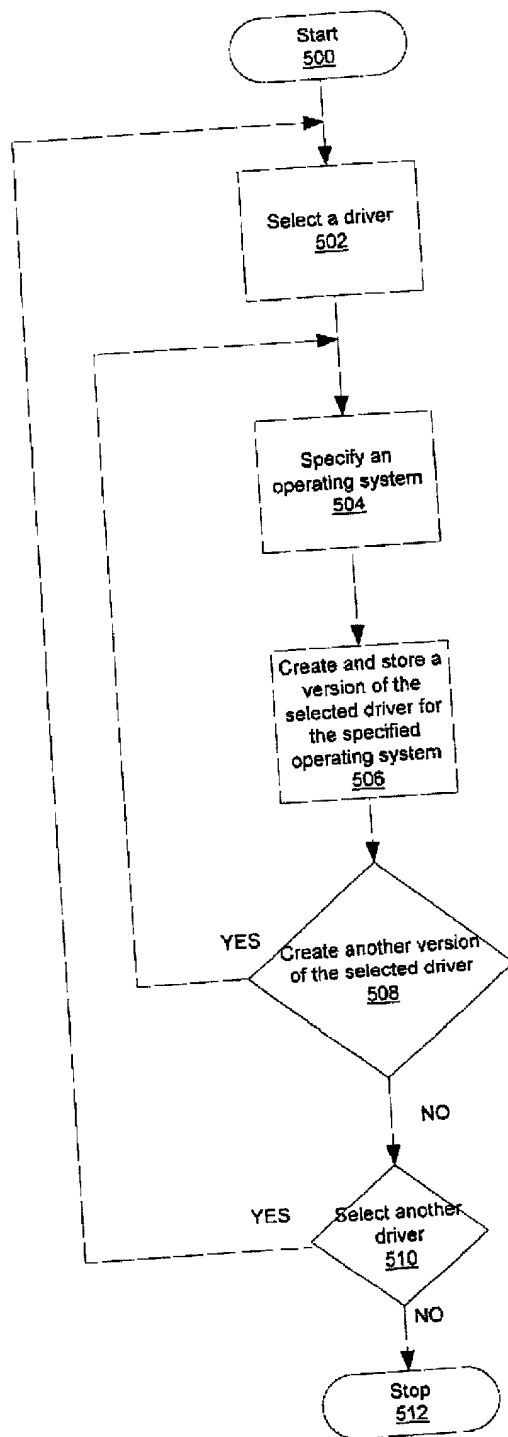 Start
500
Select a driver
502
Specify an
operating system
504
Create and store a
version of the
selected driver for
the specified
operating system
506
YES
Create another version
of the selected driver
508
NO
YES
Select another
driver
510
NO
Stop
512